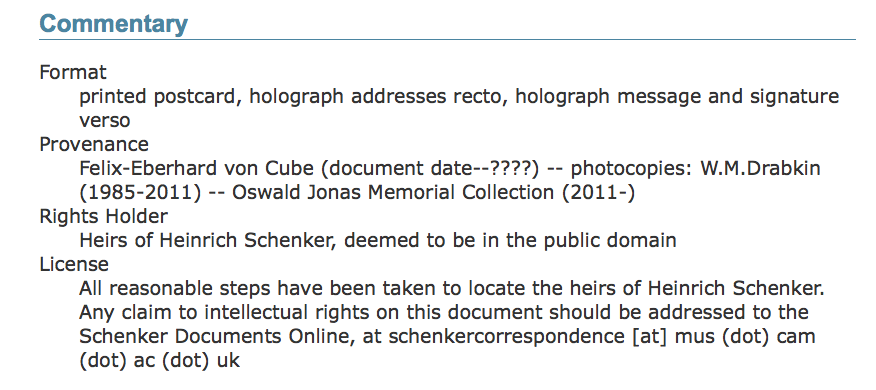 Commentary
Format
printed postcard, holograph addresses recto, holograph message and signature
verso
Provenance
Felix-Eberhard von Cube (document date--????) -- photocopies: W.M.Drabkin
(1985-2011) -- Oswald Jonas Memorial Collection (2011-)
Rights Holder
Heirs of Heinrich Schenker, deemed to be in the public domain
License
All reasonable steps have been taken to locate the heirs of Heinrich Schenker.
Any claim to intellectual rights on this document should be addressed to the
Schenker Documents Online, at schenkercorrespondence [at] mus (dot) cam
(dot) ac (dot) uk